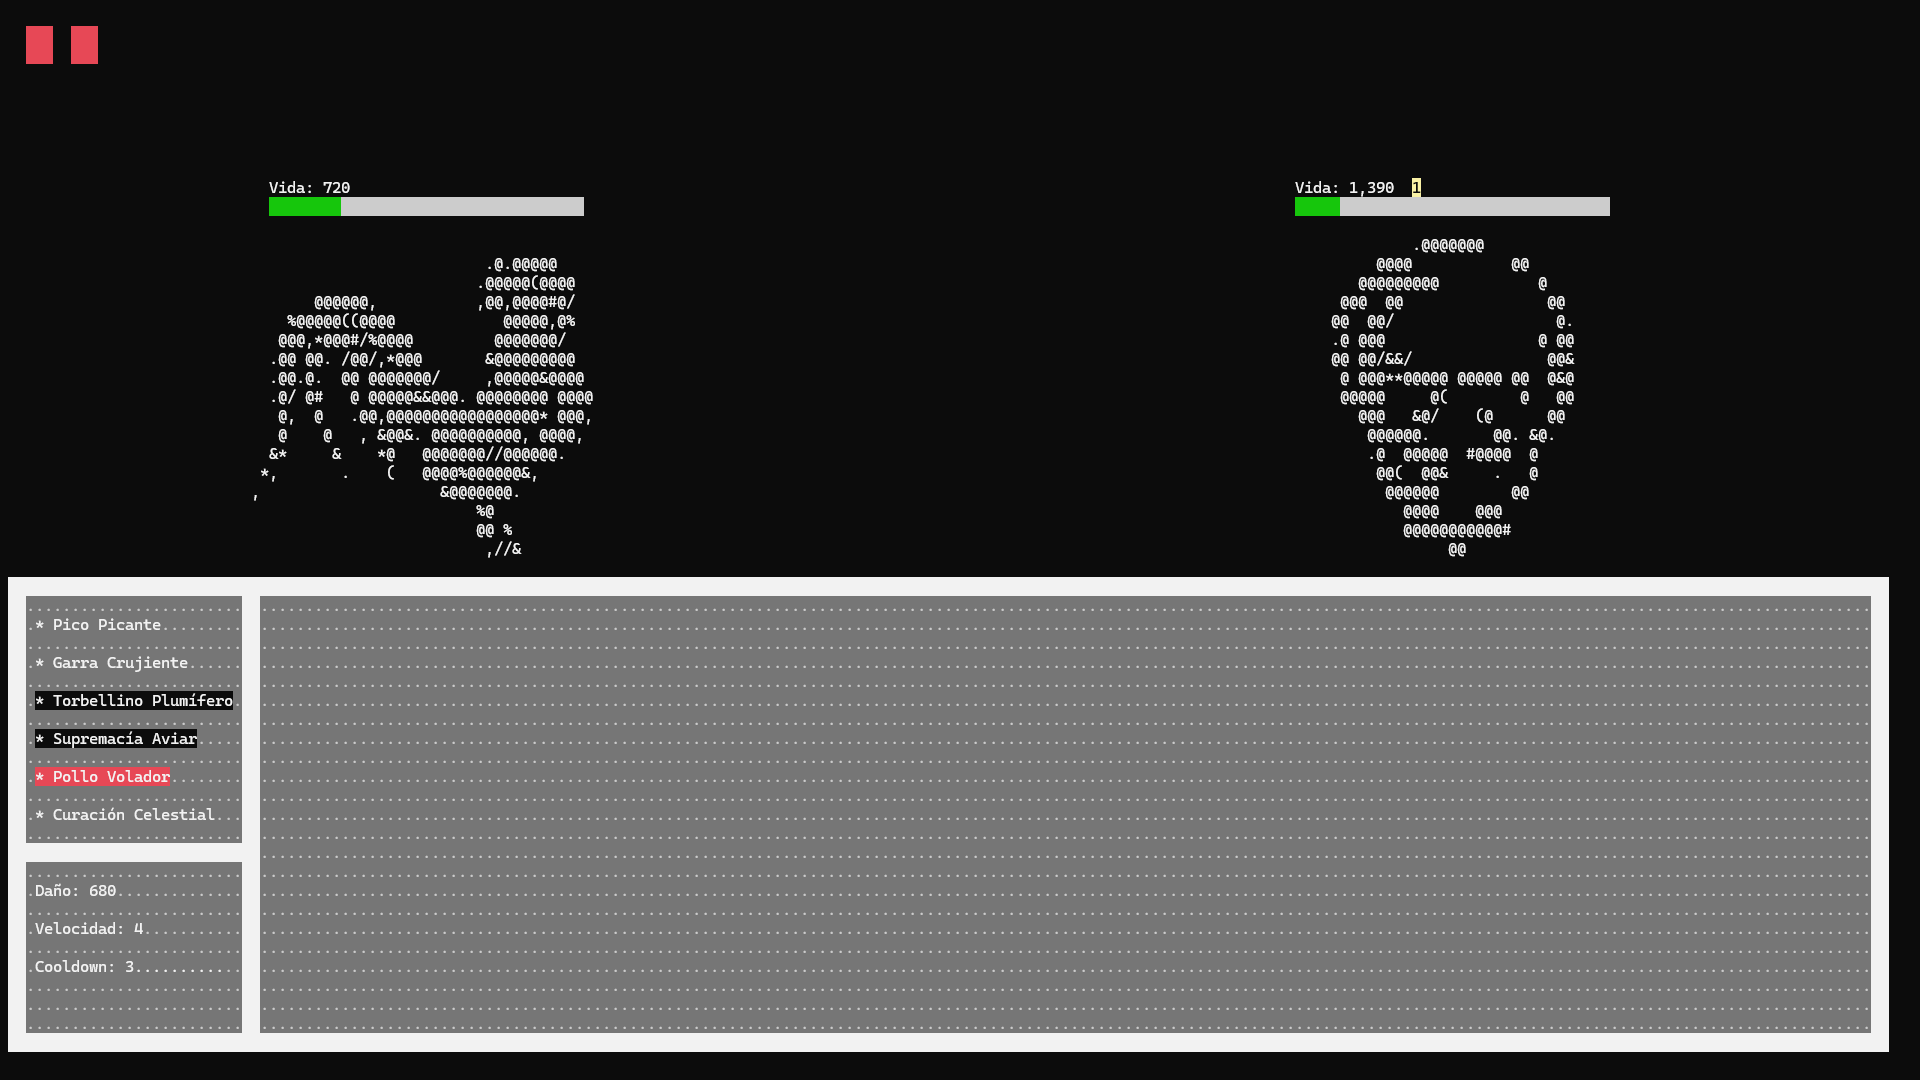 Vida: 720
Vida: 1,390 1
* Pico Picante
* Garra Crujiente
* Torbellino Plumífero
* Supremacía Aviar
* Pollo Volador
* Curación Celestial
Daño: 680
Velocidad: 4
Cooldown: 3